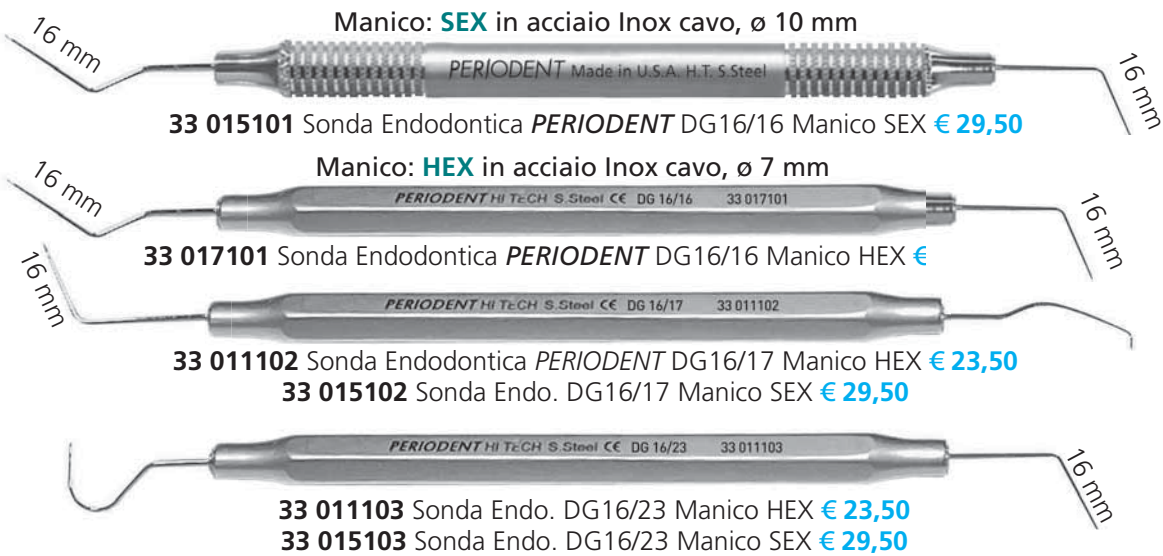 Manico: SEX in acciaio Inox cavo, ø 10 mm
16 mm
PERIODENT Made in U.S.A. H.T. S.Steel
16 mm
33 015101 Sonda Endodontica PERIODENT DG16/16 Manico SEX € 29,50
Manico: HEX in acciaio Inox cavo, ø 7 mm
16 mm
PERIODENT HI TECH S.Steel CE DG 16/16 33 017101
16 mm
33 017101 Sonda Endodontica PERIODENT DG16/16 Manico HEX €
16 mm
PERIODENT HI TECH S.Steel CE DG 16/17 33 011102
33 011102 Sonda Endodontica PERIODENT DG16/17 Manico HEX € 23,50
33 015102 Sonda Endo. DG16/17 Manico SEX € 29,50
PERIODENT HI TECH S.Steel CE DG 16/23 33 011103
16 mm
33 011103 Sonda Endo. DG16/23 Manico HEX € 23,50
33 015103 Sonda Endo. DG16/23 Manico SEX € 29,50